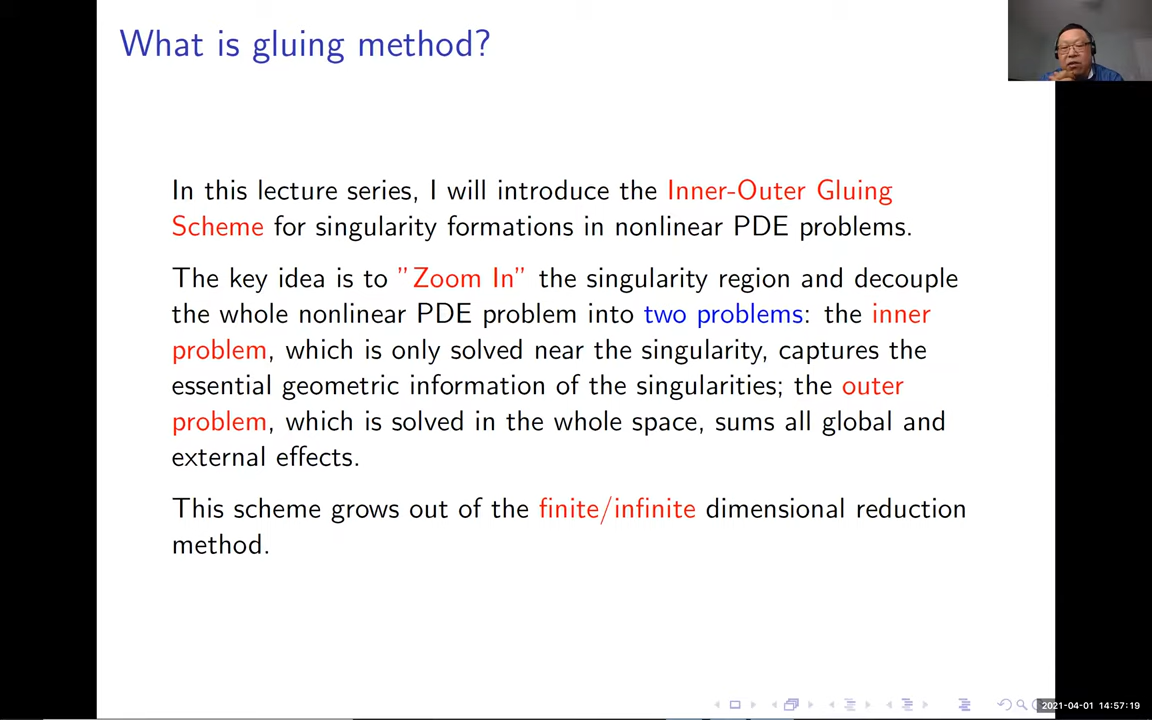 What is gluing method?
In this lecture series, I will introduce the Inner-Outer Gluing
Scheme for singularity formations in nonlinear PDE problems.
The key idea is to ”Zoom In” the singularity region and decouple
the whole nonlinear PDE problem into two problems: the inner
problem, which is only solved near the singularity, captures the
essential geometric information of the singularities; the outer
problem, which is solved in the whole space, sums all global and
external effects.
This scheme grows out of the finite/infinite dimensional reduction
method.
2021-04-01 14:57:19